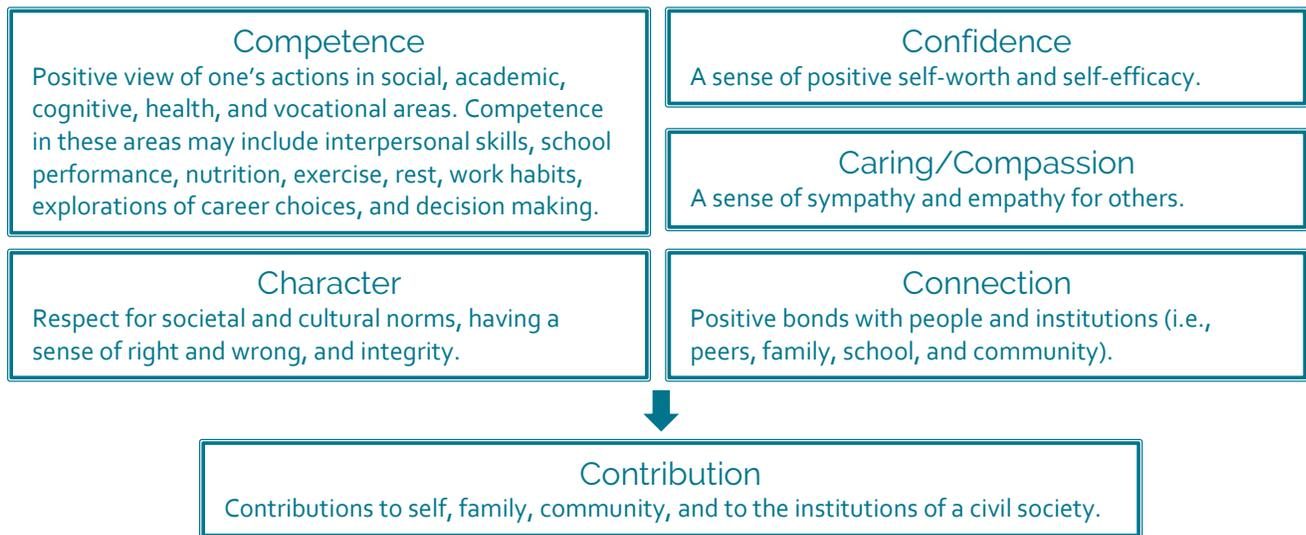 Competence
Positive view of one’s actions in social, academic,
cognitive, health, and vocational areas. Competence
in these areas may include interpersonal skills, school
performance, nutrition, exercise, rest, work habits,
explorations of career choices, and decision making.
Confidence
A sense of positive self-worth and self-efficacy.
Caring/Compassion
A sense of sympathy and empathy for others.
Character
Respect for societal and cultural norms, having a
sense of right and wrong, and integrity.
Connection
Positive bonds with people and institutions (i.e.,
peers, family, school, and community).
Contribution
Contributions to self, family, community, and to the institutions of a civil society.